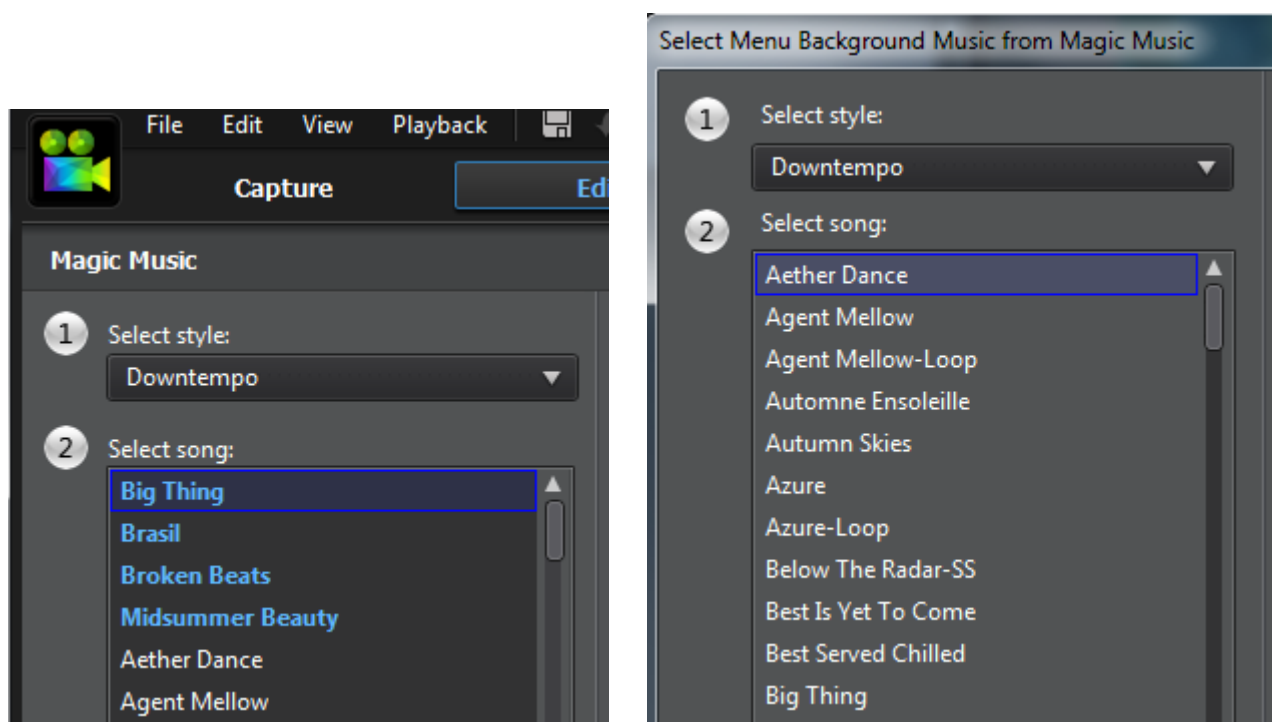 File Edit View Playback
Capture Edi
Magic Music
1 Select style:
Downtempo
2 Select song:
Big Thing
Brasil
Broken Beats
Midsummer Beauty
Aether Dance
Agent Mellow
Select Menu Background Music from Magic Music
1 Select style:
Downtempo
2 Select song:
Aether Dance
Agent Mellow
Agent Mellow-Loop
Automne Ensoleille
Autumn Skies
Azure
Azure-Loop
Below The Radar-SS
Best Is Yet To Come
Best Served Chilled
Big Thing